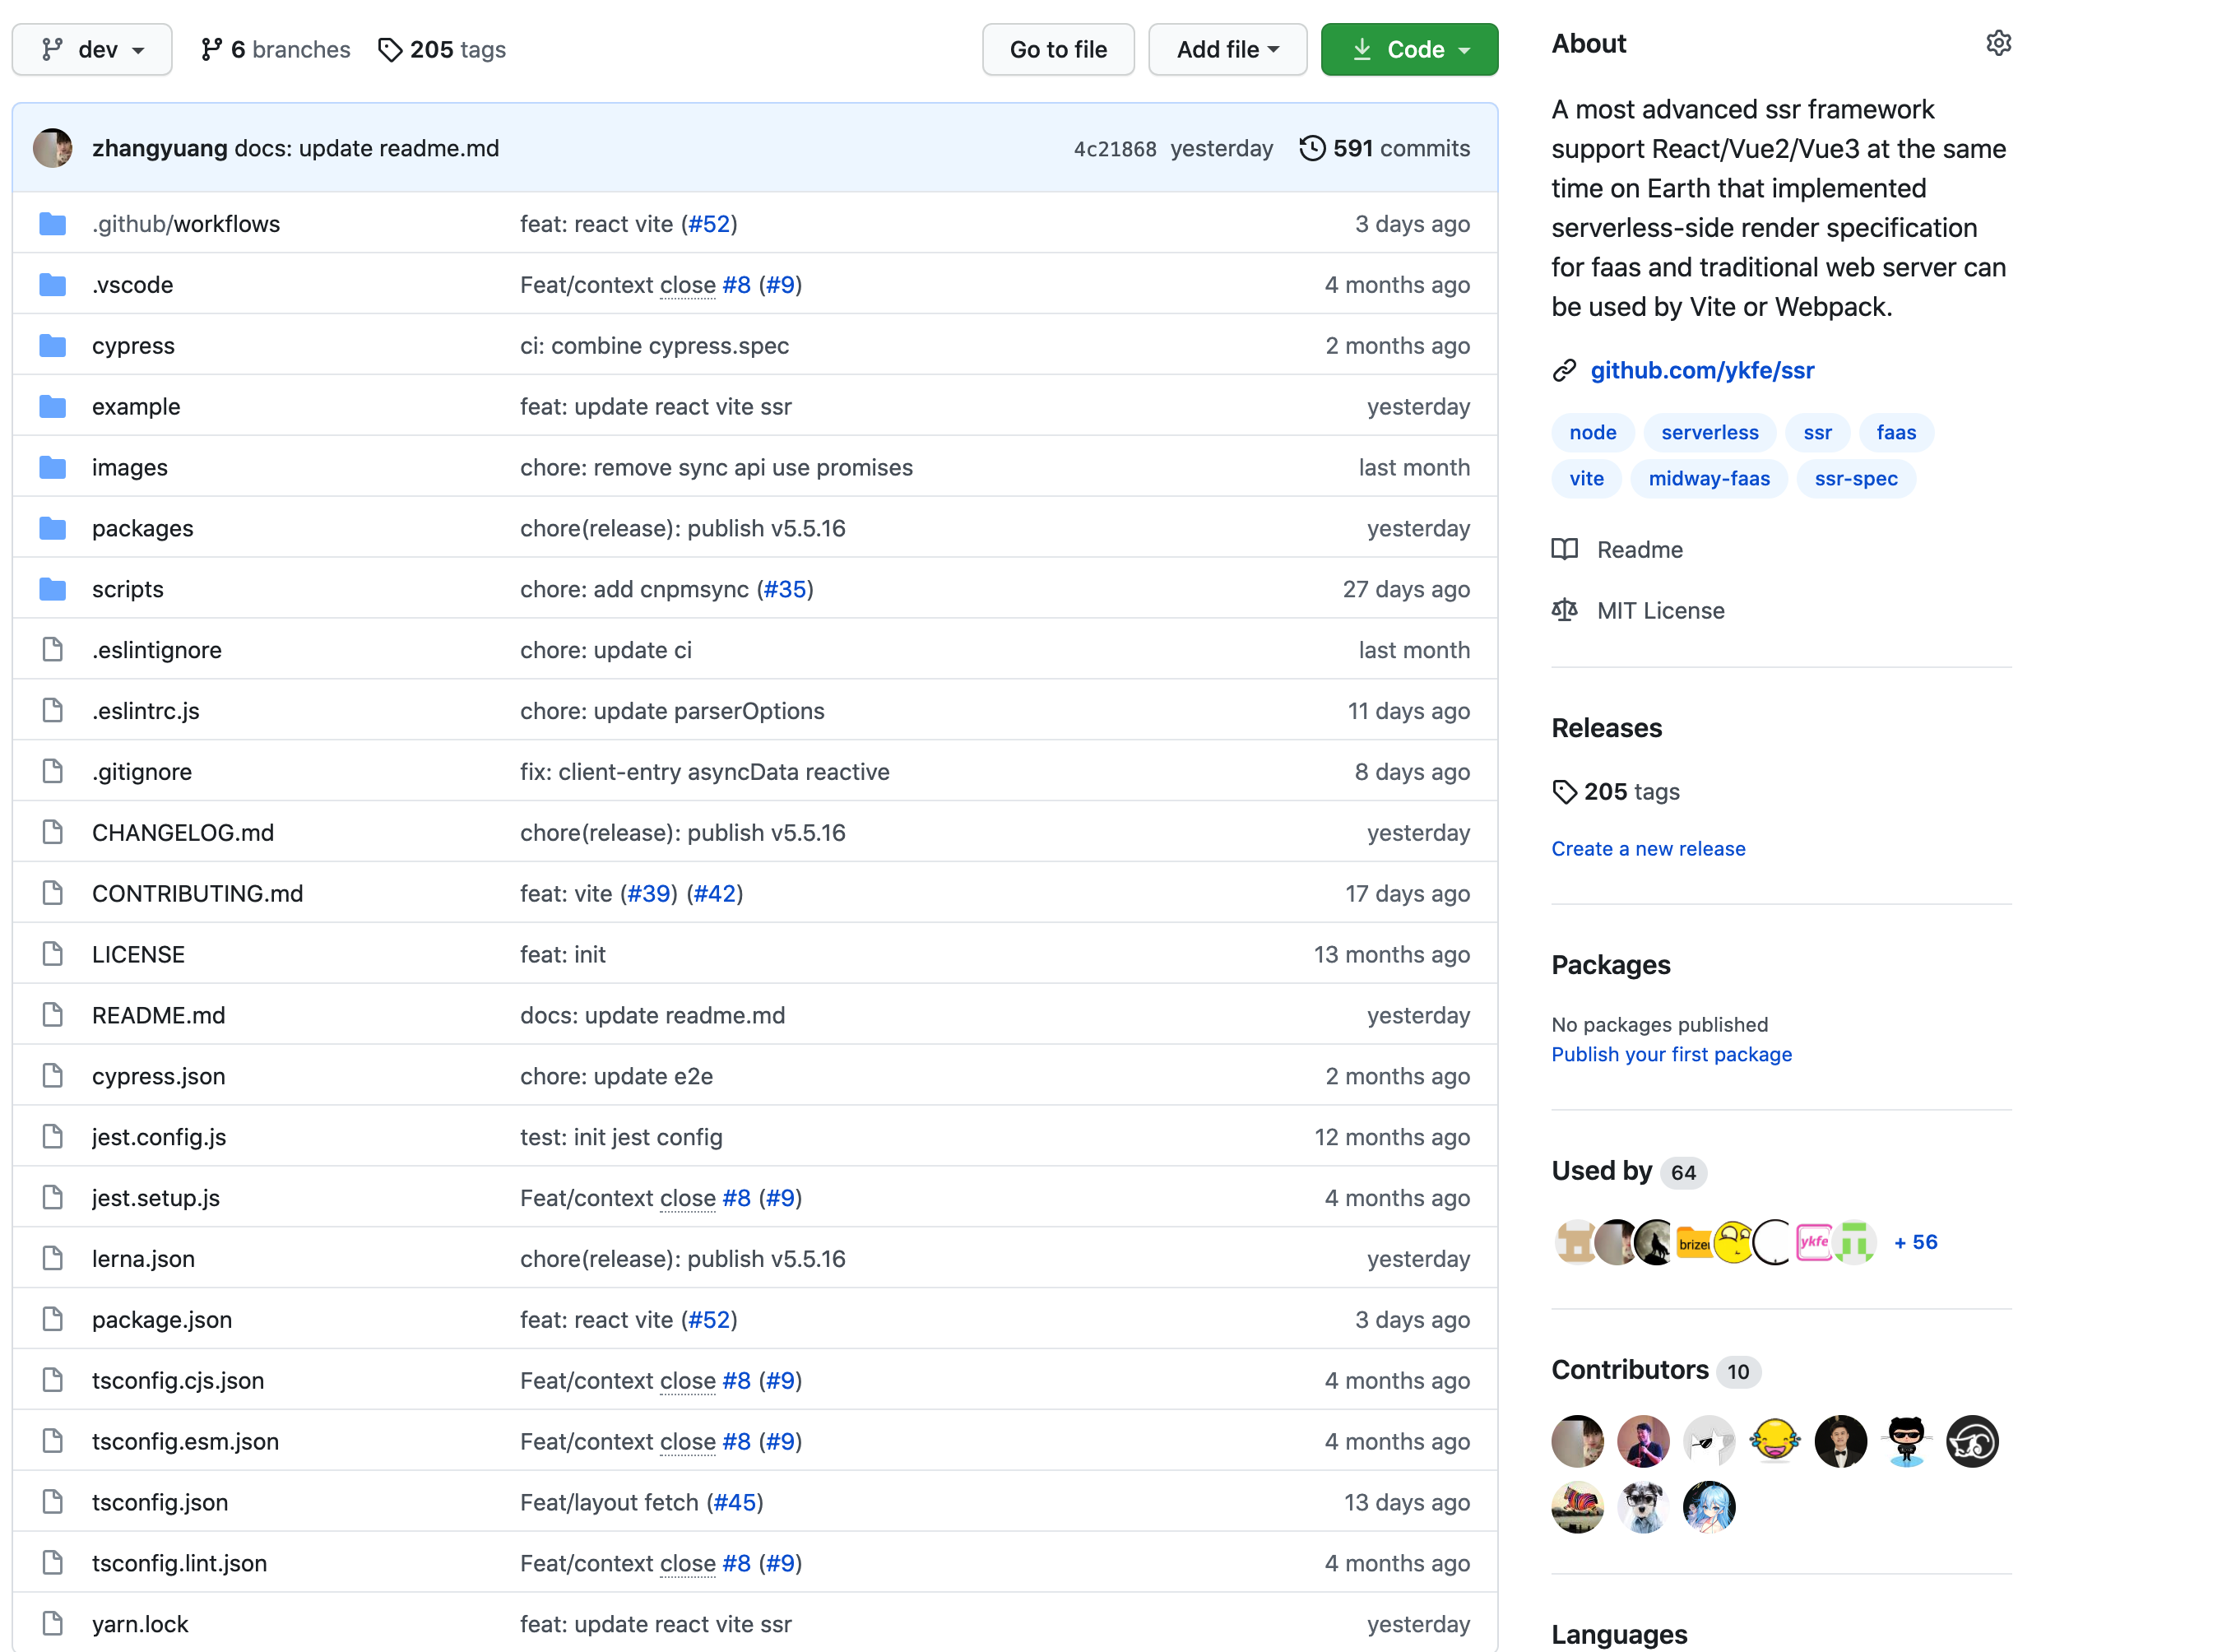 dev 6 branches 205 tags Go to file Add file Code
zhangyuang docs: update readme.md 4c21868 yesterday 591 commits
.github/workflows feat: react vite (#52) 3 days ago
.vscode Feat/context close #8 (#9) 4 months ago
cypress ci: combine cypress.spec 2 months ago
example feat: update react vite ssr yesterday
images chore: remove sync api use promises last month
packages chore(release): publish v5.5.16 yesterday
scripts chore: add cnpmsync (#35) 27 days ago
.eslintignore chore: update ci last month
.eslintrc.js chore: update parserOptions 11 days ago
.gitignore fix: client-entry asyncData reactive 8 days ago
CHANGELOG.md chore(release): publish v5.5.16 yesterday
CONTRIBUTING.md feat: vite (#39) (#42) 17 days ago
LICENSE feat: init 13 months ago
README.md docs: update readme.md yesterday
cypress.json chore: update e2e 2 months ago
jest.config.js test: init jest config 12 months ago
jest.setup.js Feat/context close #8 (#9) 4 months ago
lerna.json chore(release): publish v5.5.16 yesterday
package.json feat: react vite (#52) 3 days ago
tsconfig.cjs.json Feat/context close #8 (#9) 4 months ago
tsconfig.esm.json Feat/context close #8 (#9) 4 months ago
tsconfig.json Feat/layout fetch (#45) 13 days ago
tsconfig.lint.json Feat/context close #8 (#9) 4 months ago
yarn.lock feat: update react vite ssr yesterday
About
A most advanced ssr framework
support React/Vue2/Vue3 at the same
time on Earth that implemented
serverless-side render specification
for faas and traditional web server can
be used by Vite or Webpack.
github.com/ykfe/ssr
node serverless ssr faas
vite midway-faas ssr-spec
Readme
MIT License
Releases
205 tags
Create a new release
Packages
No packages published
Publish your first package
Used by 64
ykfe + 56
Contributors 10
Languages